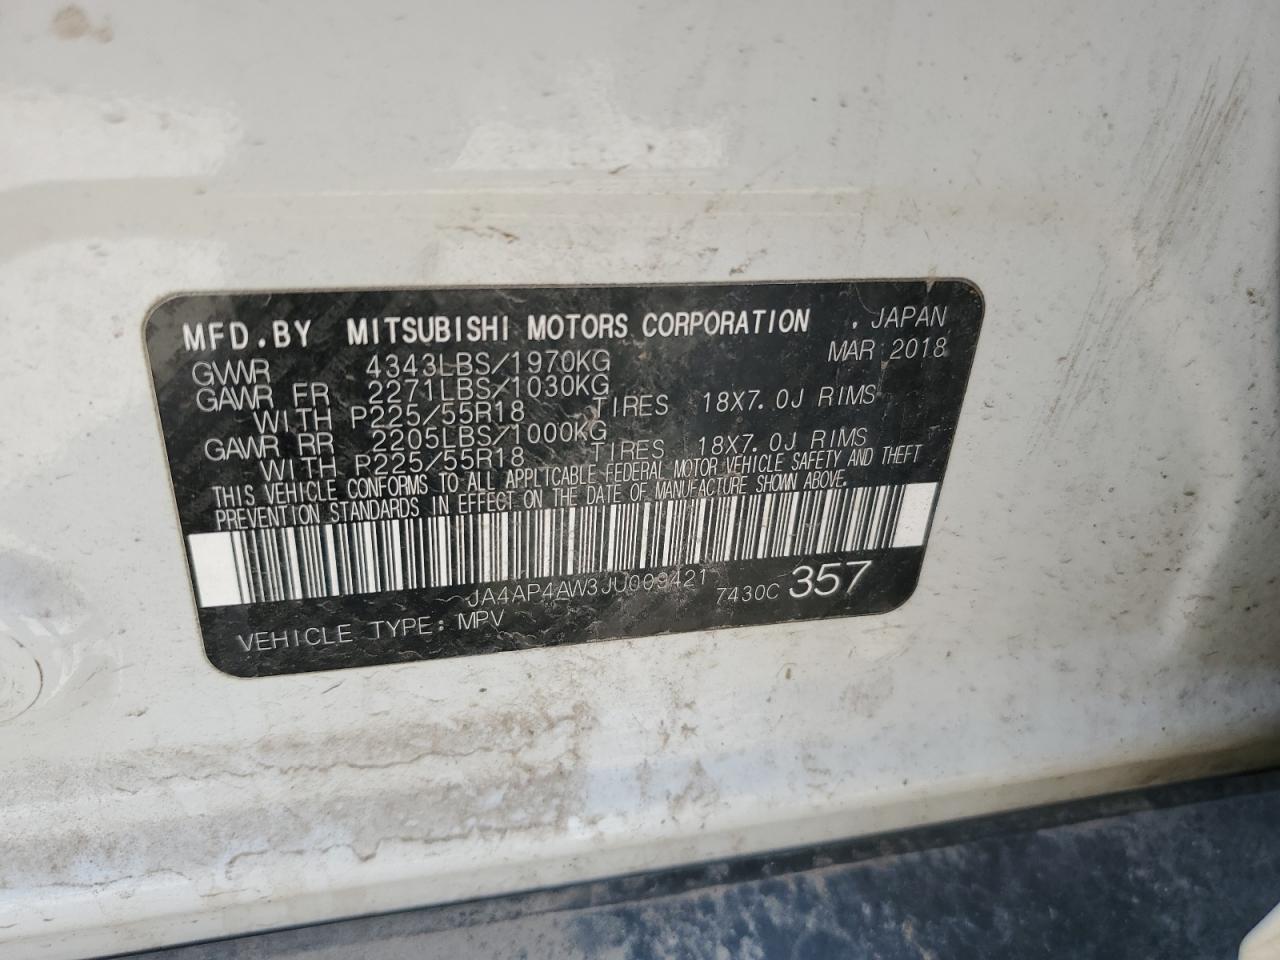 MFD.BY MITSUBISHI MOTORS CORPORATION . JAPAN
GVWR 4343LBS/1970KG MAR 2018
GAWR FR 2271LBS/1030KG
WITH P225/55R18 TIRES 18X7.0J RIMS
GAWR RR 2205LBS/1000KG
WITH P225/55R18 TIRES 18X7.0J RIMS
THIS VEHICLE CONFORMS TO ALL APPLICABLE FEDERAL MOTOR VEHICLE SAFETY AND THEFT
PREVENTION STANDARDS IN EFFECT ON THE DATE OF MANUFACTURE SHOWN ABOVE.
JA4AP4AW3JU009421 7430C 357
VEHICLE TYPE: MPV